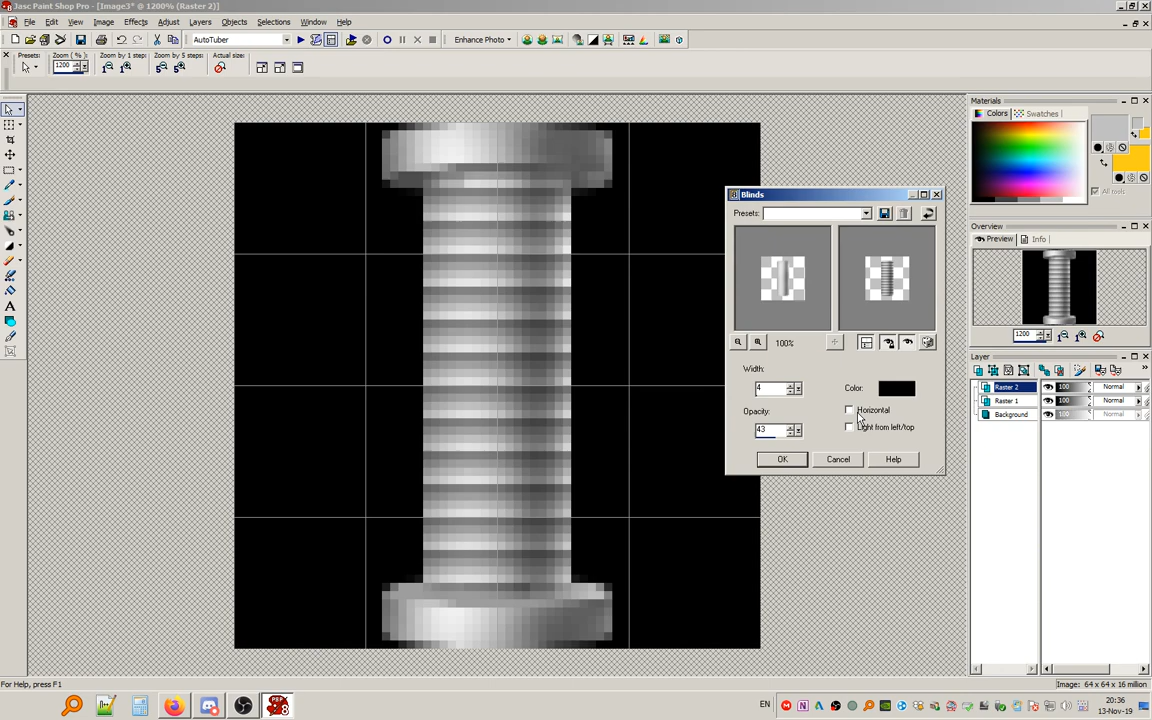 Jasc Paint Shop Pro - [Image3* @ 1200% (Raster 2)]
File Edit View Image Effects Adjust Layers Objects Selections Window Help
AutoTuber
Enhance Photo
Presets: Zoom ( % ): Zoom by 1 step: Zoom by 5 steps: Actual size:
1200
Materials
Colors Swatches
All tools
Overview
Preview Info
1200
Layer
Raster 2 100 Normal
Raster 1 100 Normal
Background 100 Normal
Blinds
Presets:
100%
Width:
4
Color:
Horizontal
Opacity:
43
Light from left/top
OK Cancel Help
For Help, press F1
Image: 64 x 64 x 16 million
EN
20:36
13-Nov-19